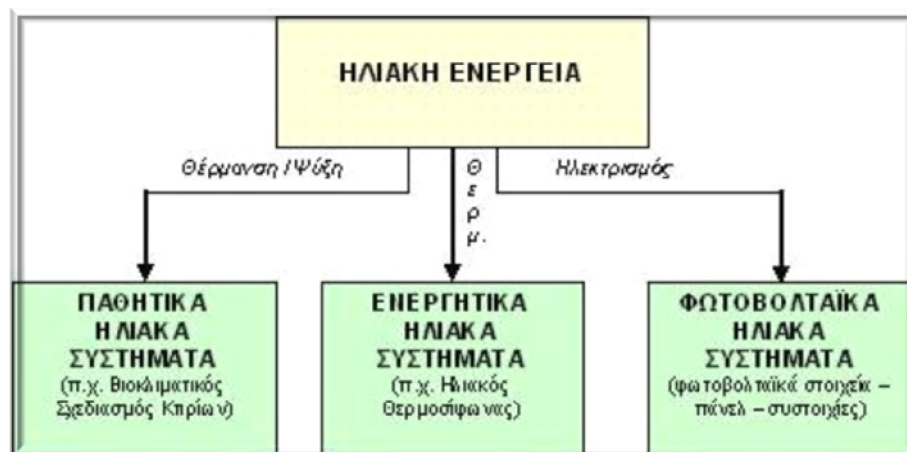 ΗΛΙΑΚΗ ΕΝΕΡΓΕΙΑ
Θέρμανση / Ψύξη
Θερμ.
Ηλεκτρισμός
ΠΑΘΗΤΙΚΑ
ΗΛΙΑΚΑ
ΣΥΣΤΗΜΑΤΑ
(π.χ. Βιοκλιματικός
Σχεδιασμός Κτιρίων)
ΕΝΕΡΓΗΤΙΚΑ
ΗΛΙΑΚΑ
ΣΥΣΤΗΜΑΤΑ
(π.χ. Ηλιακός
Θερμοσίφωνας)
ΦΩΤΟΒΟΛΤΑΪΚΑ
ΗΛΙΑΚΑ
ΣΥΣΤΗΜΑΤΑ
(φωτοβολταϊκά στοιχεία –
πάνελ – συστοιχίες)